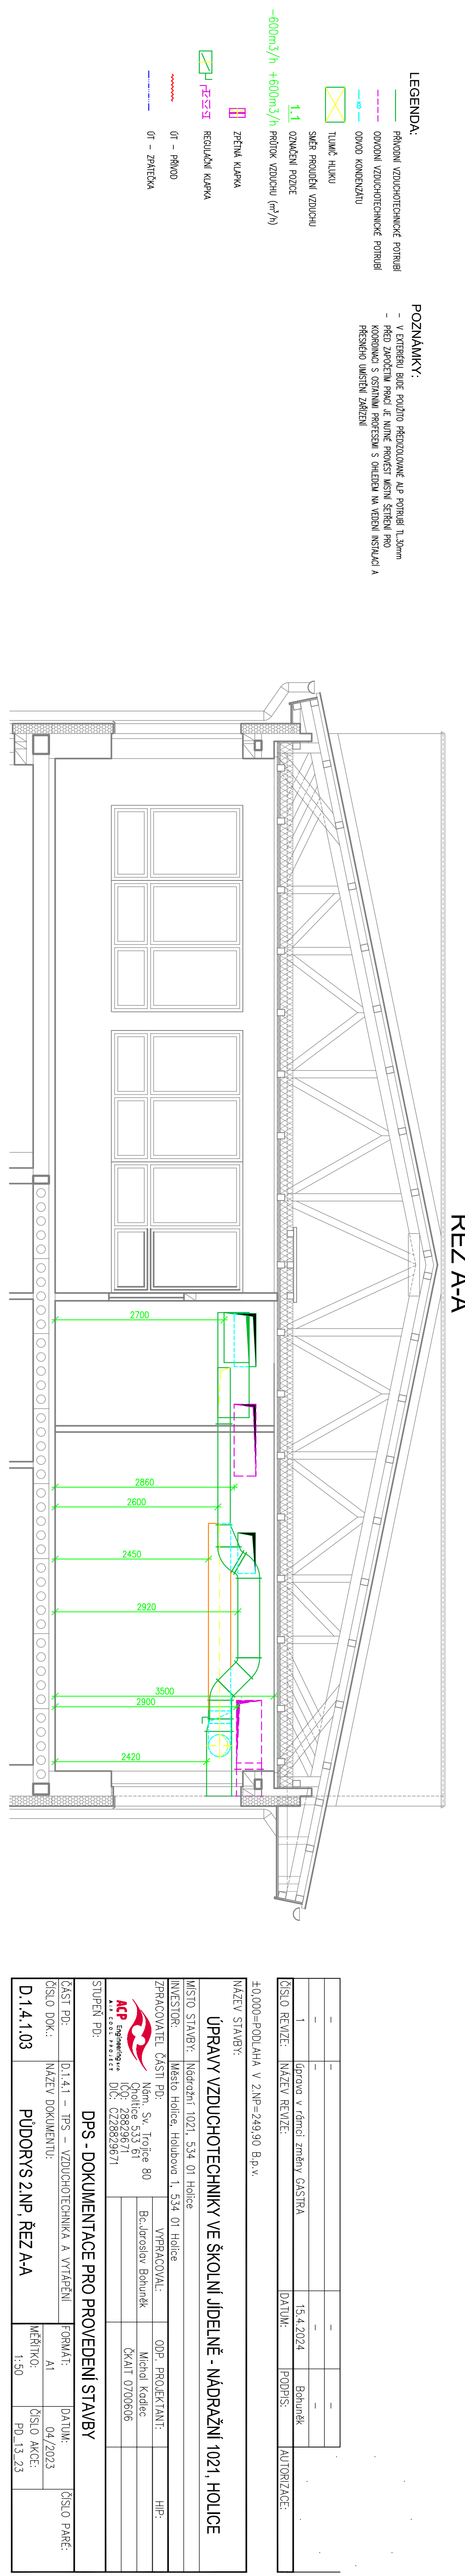 ŘEZ A-A
LEGENDA:
PŘÍVODNÍ VZDUCHOTECHNICKÉ POTRUBÍ
ODVODNÍ VZDUCHOTECHNICKÉ POTRUBÍ
ODVOD KONDENZÁTU
TLUMIČ HLUKU
SMĚR PROUDĚNÍ VZDUCHU
1.1 OZNAČENÍ POZICE
-600m3/h +600m3/h PRŮTOK VZDUCHU (m³/h)
ZPĚTNÁ KLAPKA
REGULAČNÍ KLAPKA
ÚT - PŘÍVOD
ÚT - ZPÁTEČKA
POZNÁMKY:
- V EXTERIÉRU BUDE POUŽITO PŘEDIZOLOVANÉ ALP POTRUBÍ TL.30mm
- PŘED ZAPOČETÍM PRACÍ JE NUTNÉ PROVÉST MÍSTNÍ ŠETŘENÍ PRO
KOORDINACI S OSTATNÍMI PROFESEMI S OHLEDEM NA VEDENÍ INSTALACÍ A
PŘESNÉHO UMÍSTĚNÍ ZAŘÍZENÍ
2700
2860
2600
2450
2920
3500
2900
2420
- - - -
- - - -
1 úprava v rámci změny GASTRA 15.4.2024 Bohuněk
ČÍSLO REVIZE: NÁZEV REVIZE: DATUM: PODPIS: AUTORIZACE:
±0,000=PODLAHA V 2.NP=249,90 B.p.v.
NÁZEV STAVBY:
ÚPRAVY VZDUCHOTECHNIKY VE ŠKOLNÍ JÍDELNĚ - NÁDRAŽNÍ 1021, HOLICE
MÍSTO STAVBY: Nádražní 1021, 534 01 Holice
INVESTOR: Město Holice, Holubova 1, 534 01 Holice
ZPRACOVATEL ČÁSTI PD: VYPRACOVAL: ODP. PROJEKTANT: HIP:
ACP Engineering s.r.o.
AIR COOL PROJECT
Nám. Sv. Trojice 80
Choltice 533 61
IČO: 28829671
DIČ: CZ28829671
Bc.Jaroslav Bohuněk
Michal Kadlec
ČKAIT 0700606
STUPEŇ PD:
DPS - DOKUMENTACE PRO PROVEDENÍ STAVBY
ČÁST PD: D.1.4.1 - TPS - VZDUCHOTECHNIKA A VYTÁPĚNÍ
FORMÁT: A1
DATUM: 04/2023
ČÍSLO PARÉ:
ČÍSLO DOK.: D.1.4.1.03
NÁZEV DOKUMENTU: PŮDORYS 2.NP, ŘEZ A-A
MĚŘÍTKO: 1:50
ČÍSLO AKCE: PD_13_23